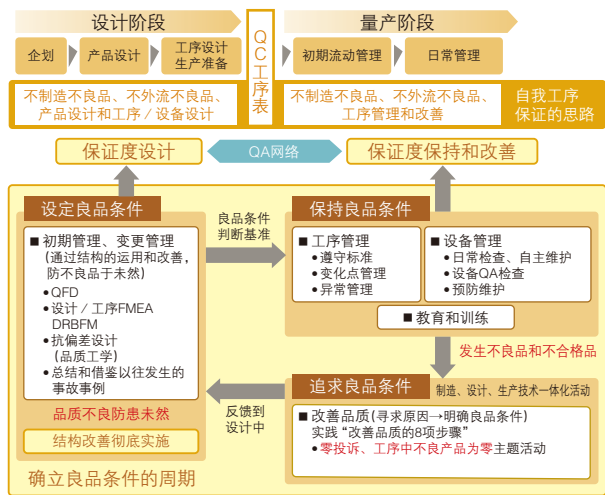 设计阶段
量产阶段
企划
产品设计
工序设计
生产准备
QC工序表
初期流动管理
日常管理
不制造不良品、不外流不良品、
产品设计和工序/设备设计
不制造不良品、不外流不良品、
工序管理和改善
自我工序
保证的思路
保证度设计
QA网络
保证度保持和改善
设定良品条件
■ 初期管理、变更管理
(通过结构的运用和改善，
防不良品于未然)
•QFD
•设计/工序FMEA
DRBFM
•抗偏差设计
(品质工学)
•总结和借鉴以往发生的
事故事例
品质不良防患未然
结构改善彻底实施
良品条件
判断基准
保持良品条件
■ 工序管理
•遵守标准
•变化点管理
•异常管理
■ 设备管理
•日常检查、自主维护
•设备QA检查
•预防维护
■ 教育和训练
发生不良品和不合格品
追求良品条件
制造、设计、生产技术一体化活动
■ 改善品质(寻求原因→明确良品条件)
实践“改善品质的8项步骤”
•零投诉、工序中不良产品为零主题活动
反馈到
设计中
确立良品条件的周期